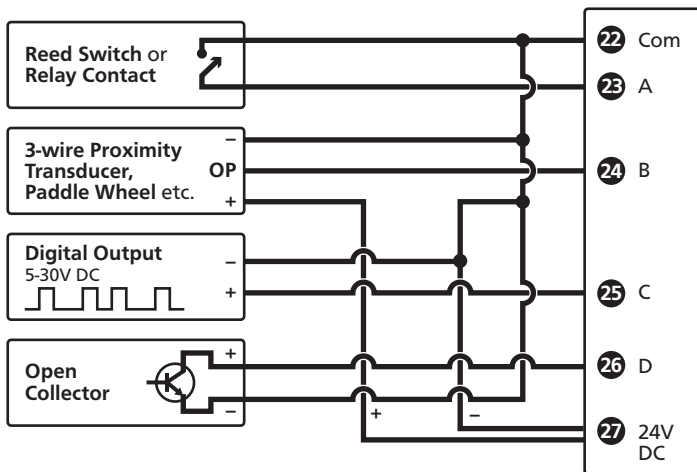 Reed Switch or
Relay Contact
22 Com
23 A
3-wire Proximity
Transducer,
Paddle Wheel etc.
−
OP
+
24 B
Digital Output
5-30V DC
−
+
25 C
Open
Collector
+
−
26 D
+
−
27 24V
DC